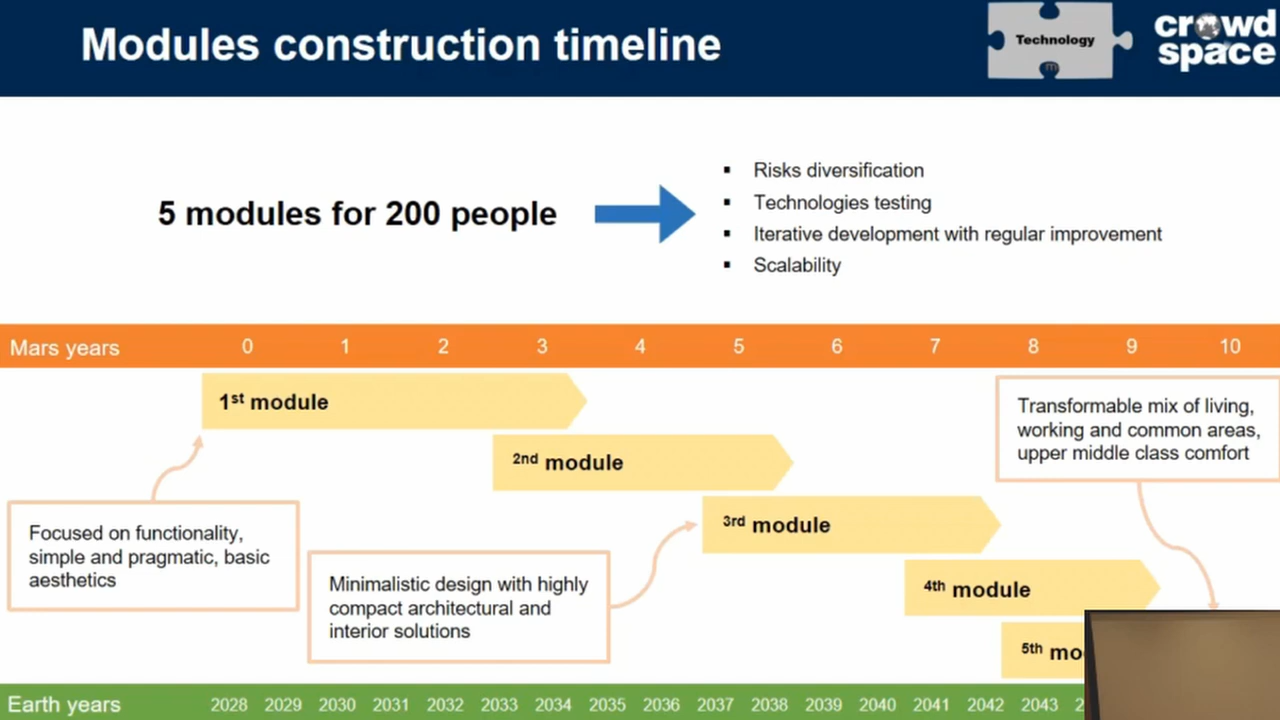 Modules construction timeline
Technology
crowd
space
5 modules for 200 people
▪ Risks diversification
▪ Technologies testing
▪ Iterative development with regular improvement
▪ Scalability
Mars years 0 1 2 3 4 5 6 7 8 9 10
1st module
Transformable mix of living,
working and common areas,
upper middle class comfort
2nd module
3rd module
Focused on functionality,
simple and pragmatic, basic
aesthetics
Minimalistic design with highly
compact architectural and
interior solutions
4th module
5th mo
Earth years 2028 2029 2030 2031 2032 2033 2034 2035 2036 2037 2038 2039 2040 2041 2042 2043